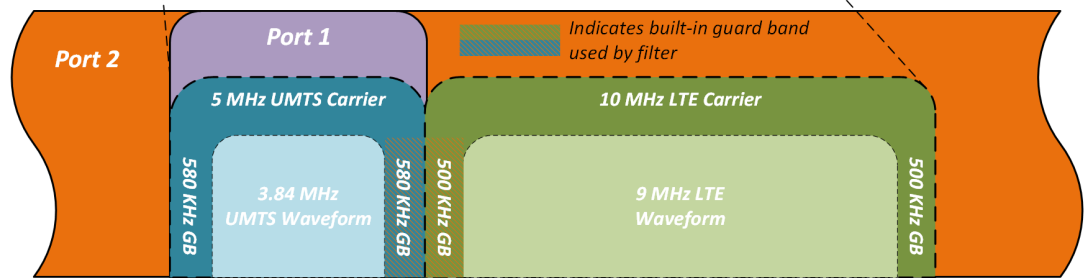 Port 2
Port 1
Indicates built-in guard band
used by filter
5 MHz UMTS Carrier
10 MHz LTE Carrier
580 KHz GB
3.84 MHz
UMTS Waveform
580 KHz GB
500 KHz GB
9 MHz LTE
Waveform
500 KHz GB